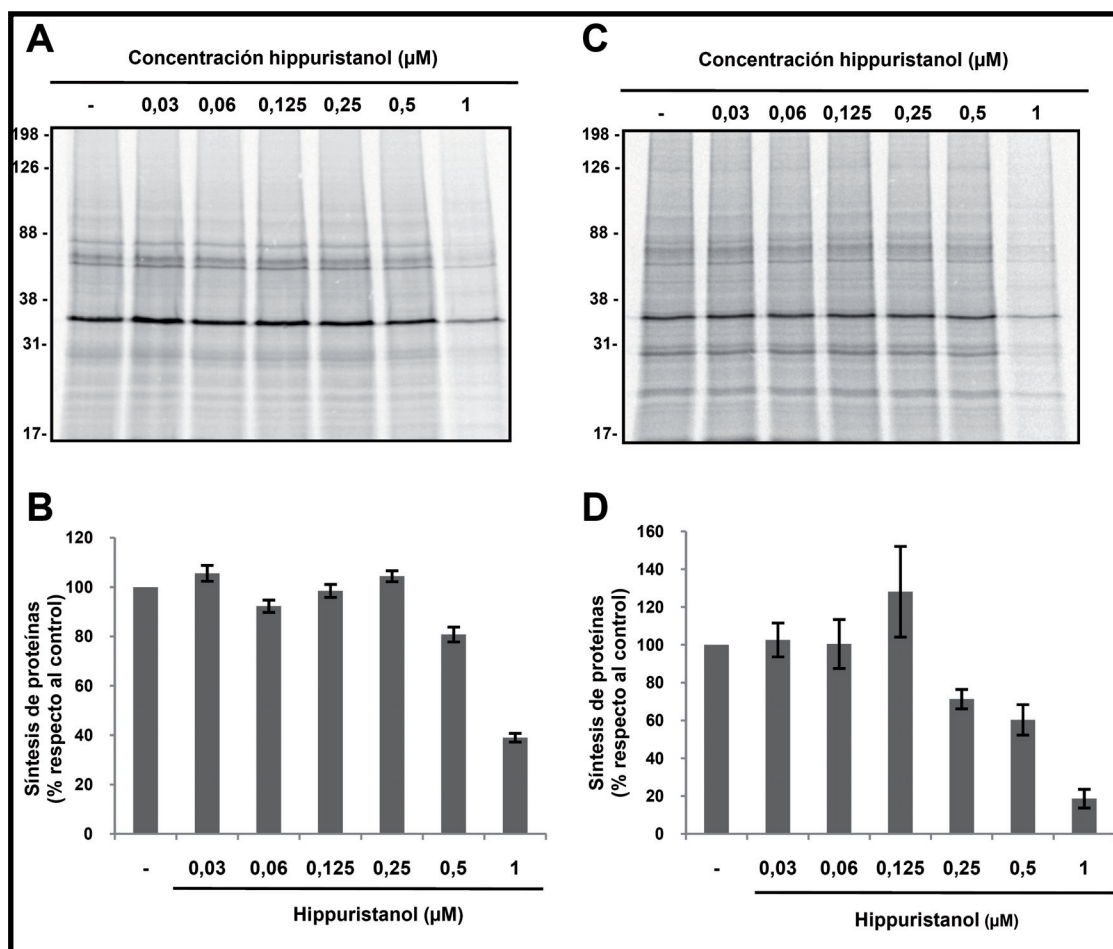 A
Concentración hippuristanol (µM)
- 0,03 0,06 0,125 0,25 0,5 1
198 -
126 -
88 -
38 -
31-
17-
C
Concentración hippuristanol (µM)
- 0,03 0,06 0,125 0,25 0,5 1
198 -
126 -
88 -
38 -
31-
17-
B
Síntesis de proteínas
(% respecto al control)
120
100
80
60
40
20
0
- 0,03 0,06 0,125 0,25 0,5 1
Hippuristanol (µM)
D
Síntesis de proteínas
(% respecto al control)
160
140
120
100
80
60
40
20
0
- 0,03 0,06 0,125 0,25 0,5 1
Hippuristanol (µM)